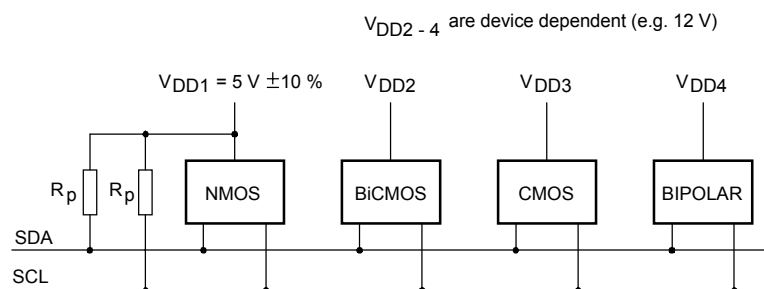 VDD2 - 4 are device dependent (e.g. 12 V)
VDD1 = 5 V ±10 % VDD2 VDD3 VDD4
Rp Rp NMOS BiCMOS CMOS BIPOLAR
SDA
SCL